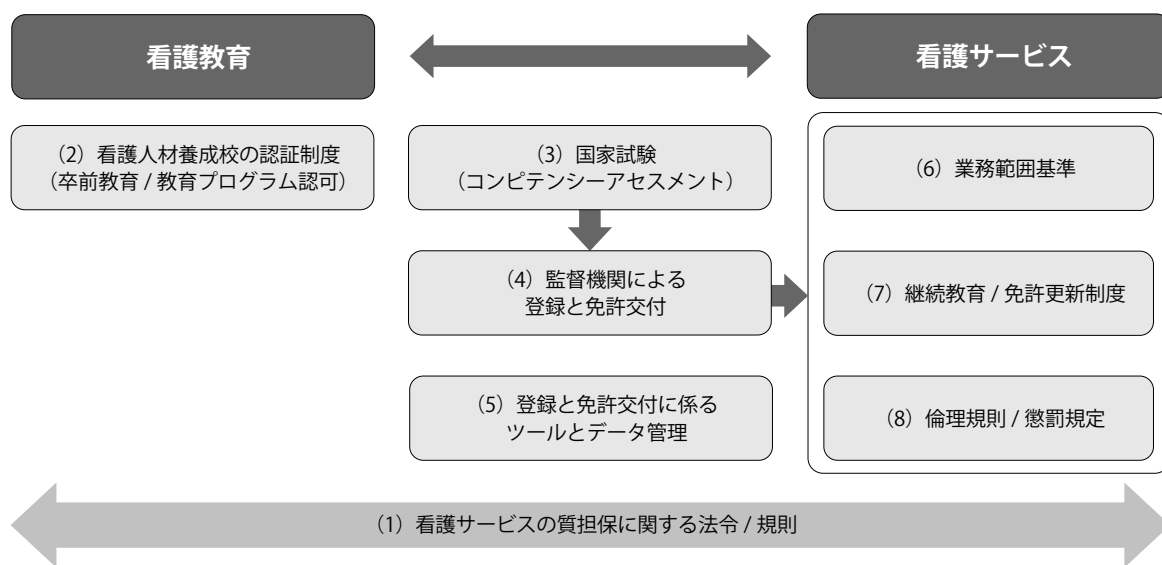 看護教育
看護サービス
（2）看護人材養成校の認証制度
（卒前教育 / 教育プログラム認可）
（3）国家試験
（コンピテンシーアセスメント）
（6）業務範囲基準
（4）監督機関による
登録と免許交付
（7）継続教育 / 免許更新制度
（5）登録と免許交付に係る
ツールとデータ管理
（8）倫理規則 / 懲罰規定
（1）看護サービスの質担保に関する法令 / 規則